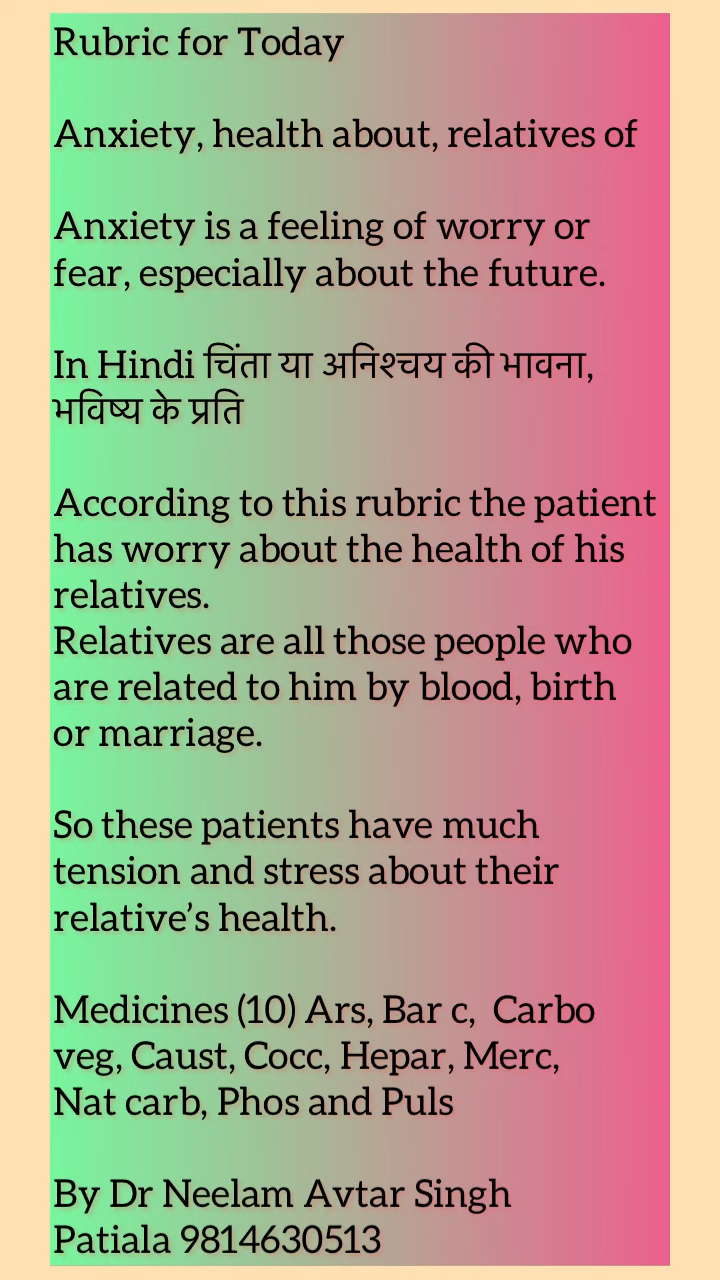 Rubric for Today
Anxiety, health about, relatives of
Anxiety is a feeling of worry or
fear, especially about the future.
In Hindi चिंता या अनिश्चय की भावना,
भविष्य के प्रति
According to this rubric the patient
has worry about the health of his
relatives.
Relatives are all those people who
are related to him by blood, birth
or marriage.
So these patients have much
tension and stress about their
relative’s health.
Medicines (10) Ars, Bar c,  Carbo
veg, Caust, Cocc, Hepar, Merc,
Nat carb, Phos and Puls
By Dr Neelam Avtar Singh
Patiala 9814630513